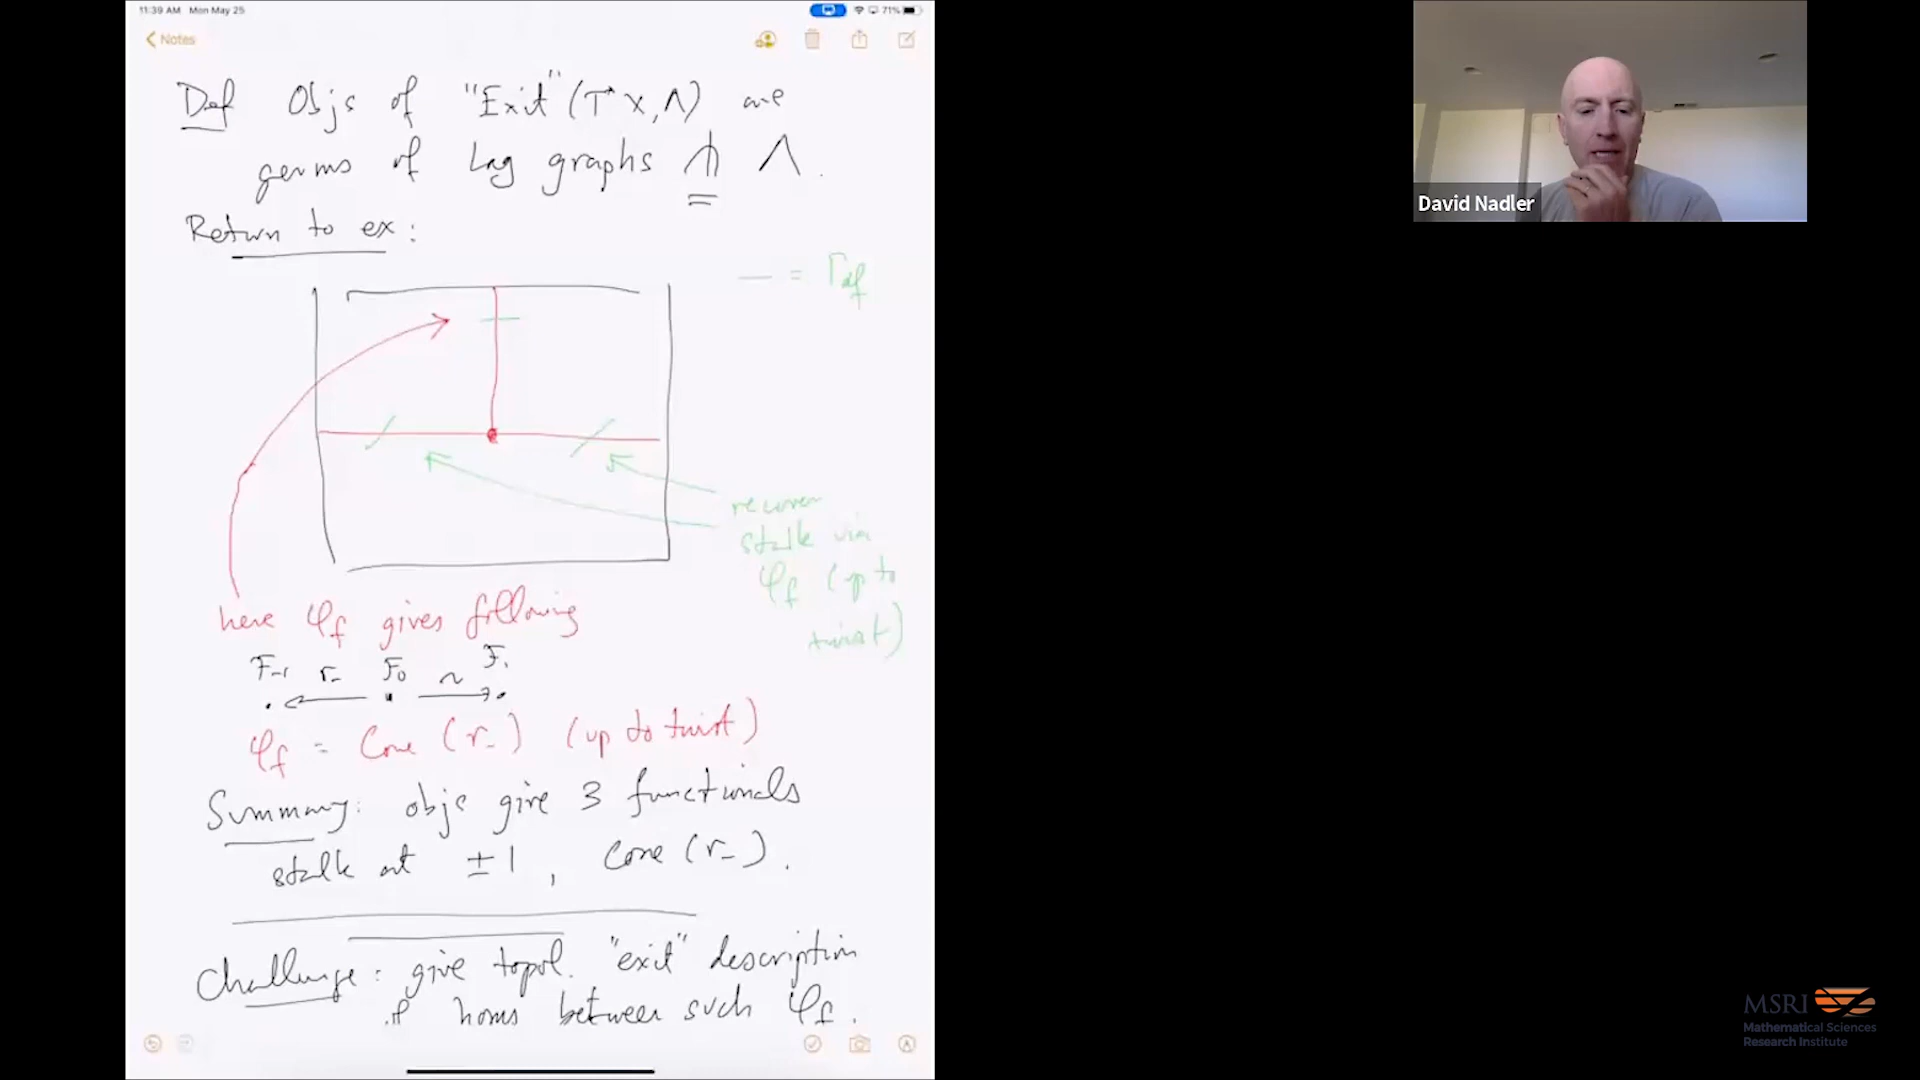 11:39 AM Mon May 25
71%
Notes
Def Objs of "Exit" (T*X, Λ) are
germs of Lag graphs ⋔ Λ.
Return to ex:
— = Γdf
recover
stalk via
φf (up to
twist)
here φf gives following
F-1 r- F0 ~ F1
φf = Cone (r-) (up to twist)
Summary: objs give 3 functionals
stalk at ±1, Cone (r-).
Challenge: give topol. "exit" description
of homs between such φf.
David Nadler
MSRI
Mathematical Sciences
Research Institute